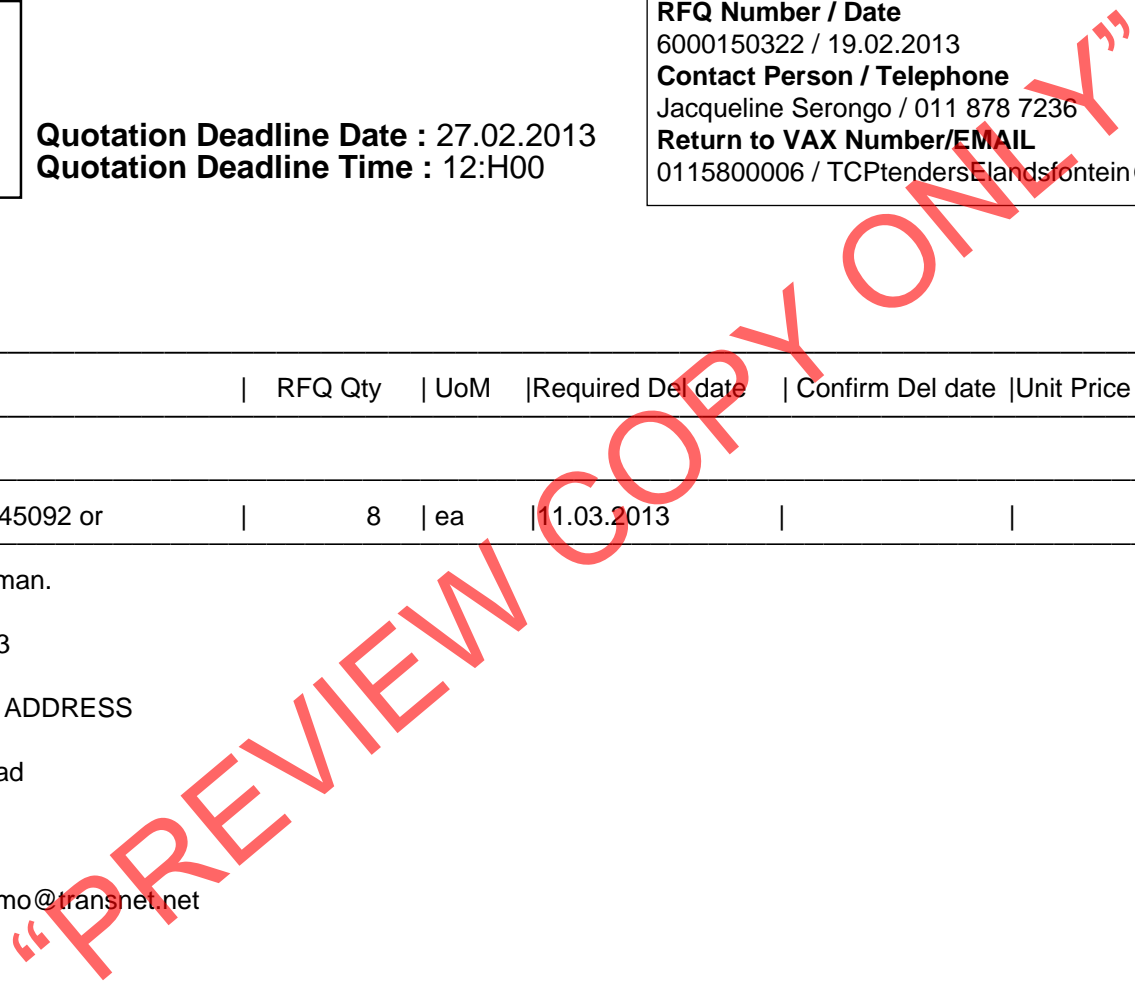 RFQ Number / Date
6000150322 / 19.02.2013
Contact Person / Telephone
Jacqueline Serongo / 011 878 7236
Return to VAX Number/EMAIL
0115800006 / TCPtendersElandsfontein
Quotation Deadline Date : 27.02.2013
Quotation Deadline Time : 12:H00
| RFQ Qty | UoM |Required Del date | Confirm Del date |Unit Price
45092 or | 8 | ea |11.03.2013 | |
man.
3
ADDRESS
ad
mo@transnet.net
“PREVIEW COPY ONLY”